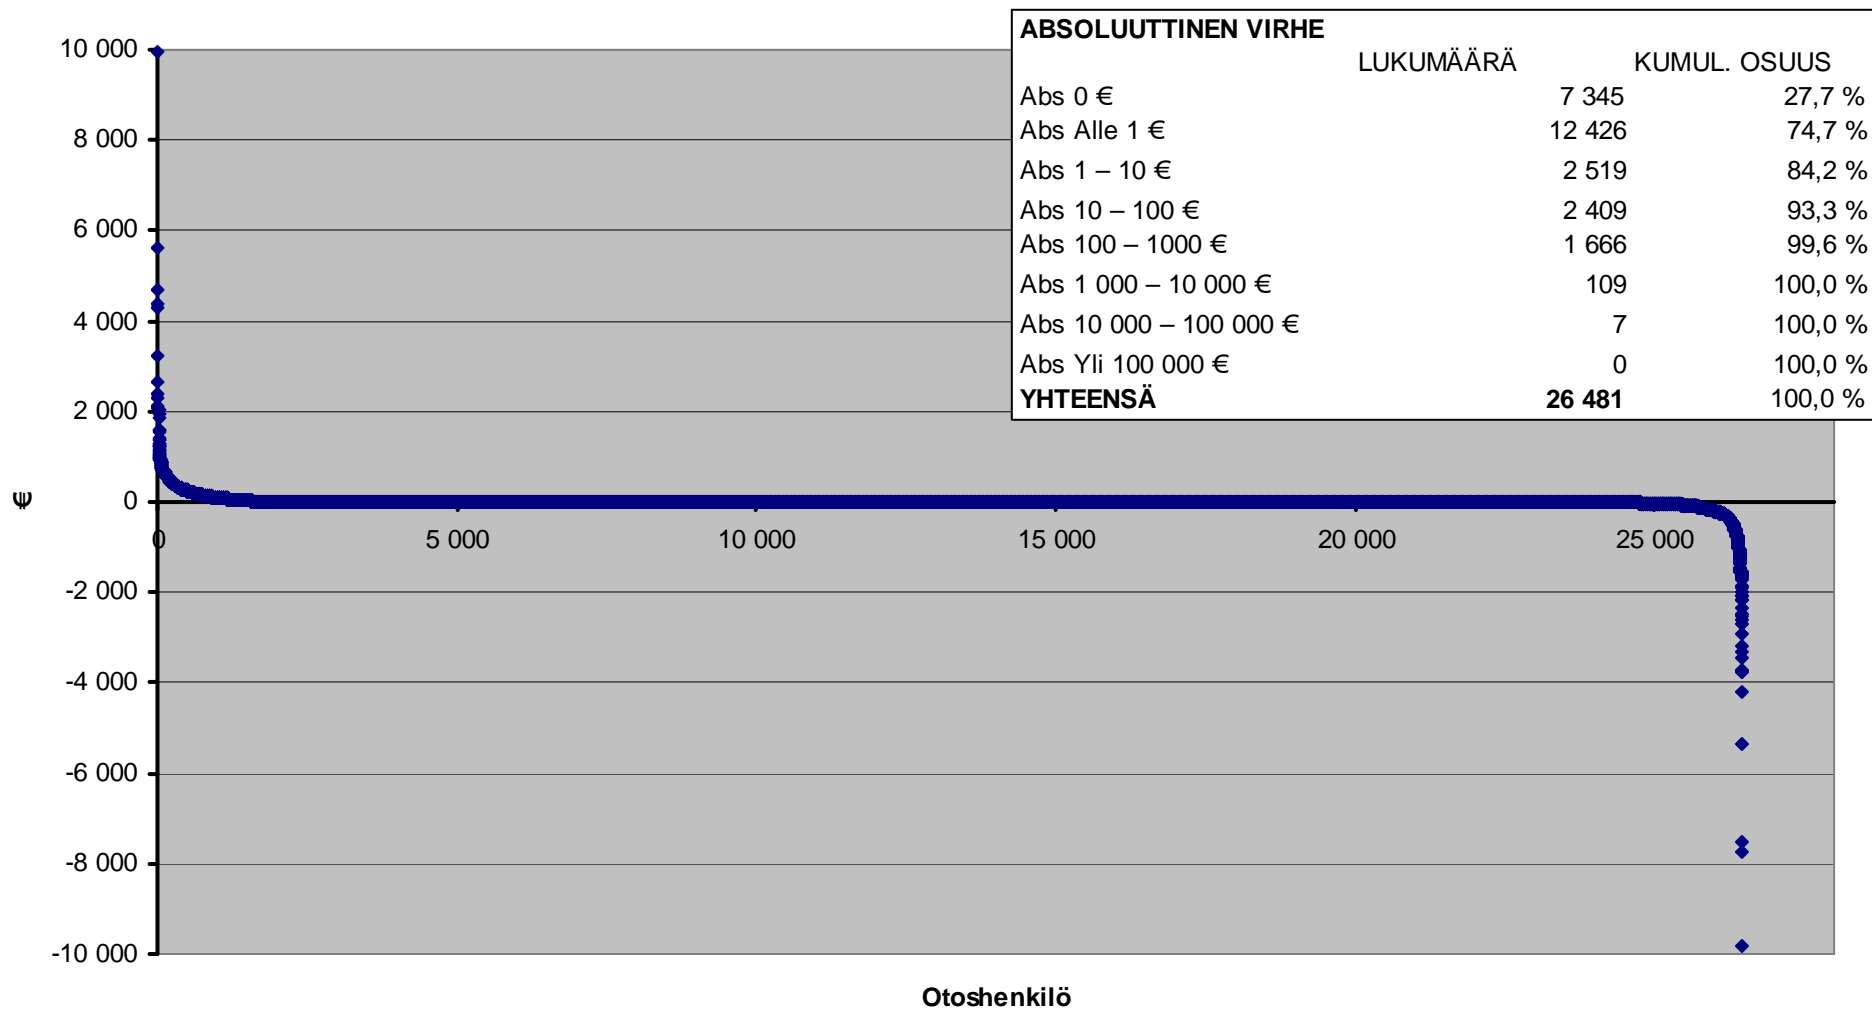 ABSOLUUTTINEN VIRHE
LUKUMÄÄRÄ KUMUL. OSUUS
Abs 0 € 7 345 27,7 %
Abs Alle 1 € 12 426 74,7 %
Abs 1 – 10 € 2 519 84,2 %
Abs 10 – 100 € 2 409 93,3 %
Abs 100 – 1000 € 1 666 99,6 %
Abs 1 000 – 10 000 € 109 100,0 %
Abs 10 000 – 100 000 € 7 100,0 %
Abs Yli 100 000 € 0 100,0 %
YHTEENSÄ 26 481 100,0 %
10 000
8 000
6 000
4 000
2 000
0
-2 000
-4 000
-6 000
-8 000
-10 000
€
0 5 000 10 000 15 000 20 000 25 000
Otoshenkilö